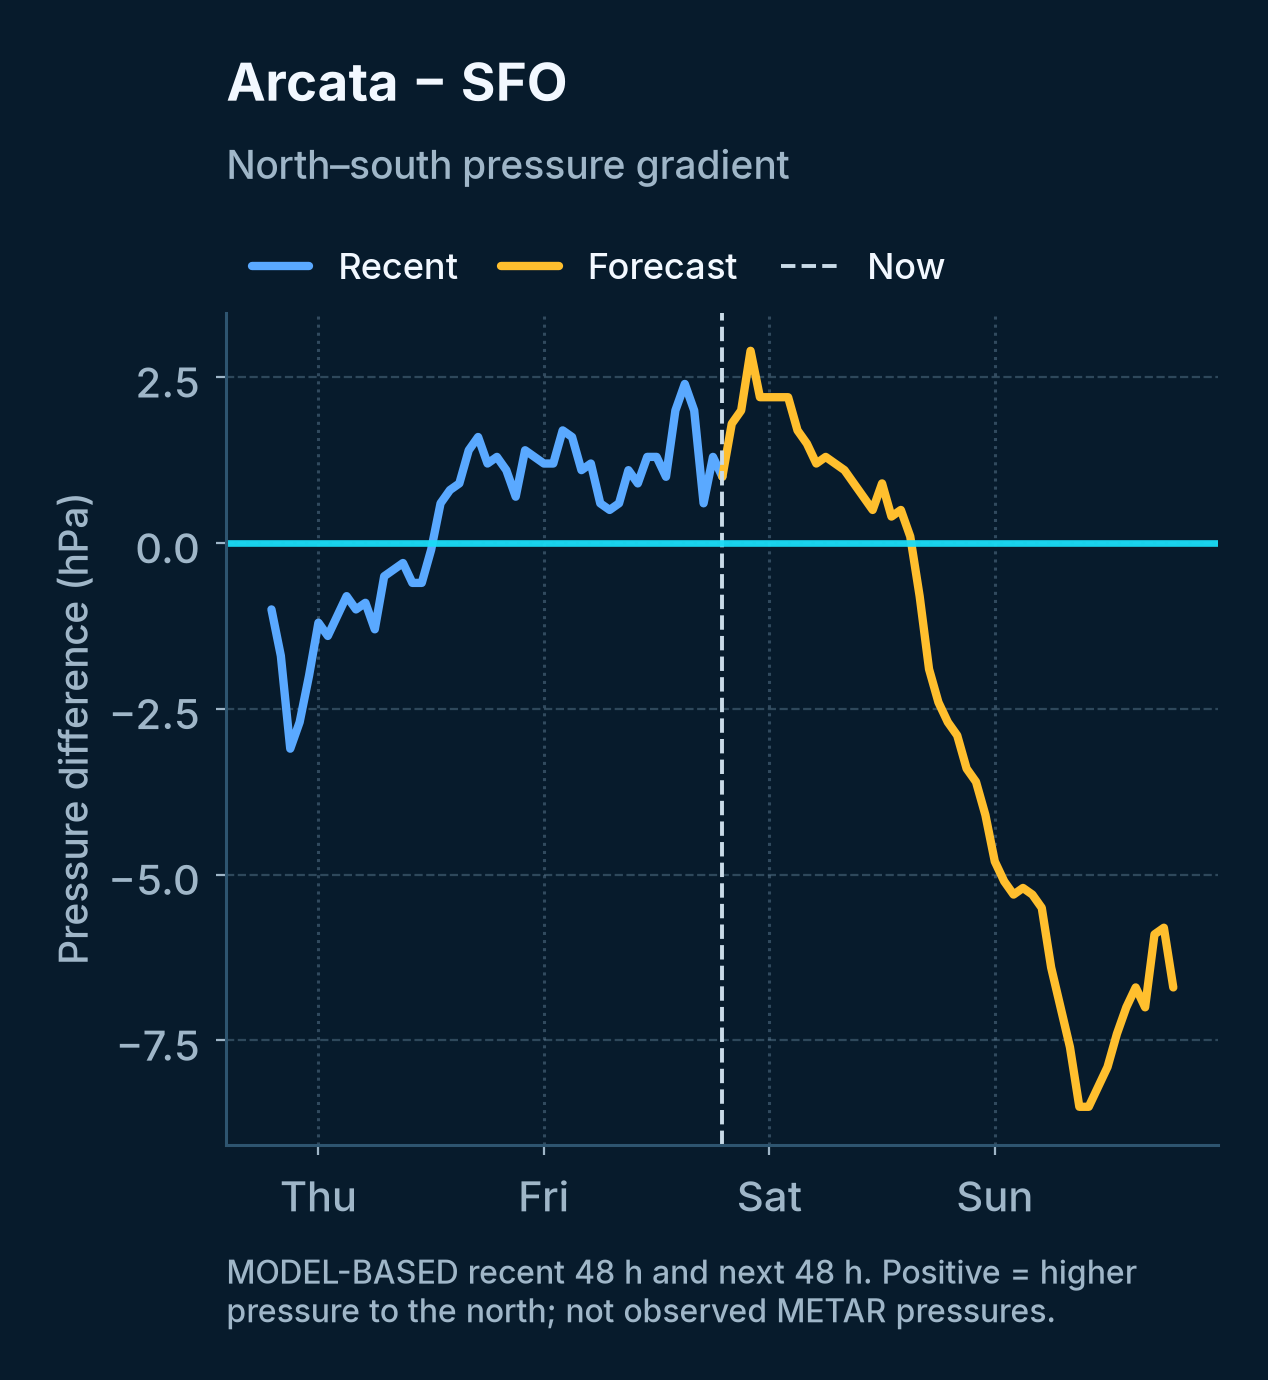 Arcata – SFO
North–south pressure gradient
Recent Forecast Now
Pressure difference (hPa)
2.5
0.0
−2.5
−5.0
−7.5
Thu Fri Sat Sun
MODEL-BASED recent 48 h and next 48 h. Positive = higher
pressure to the north; not observed METAR pressures.